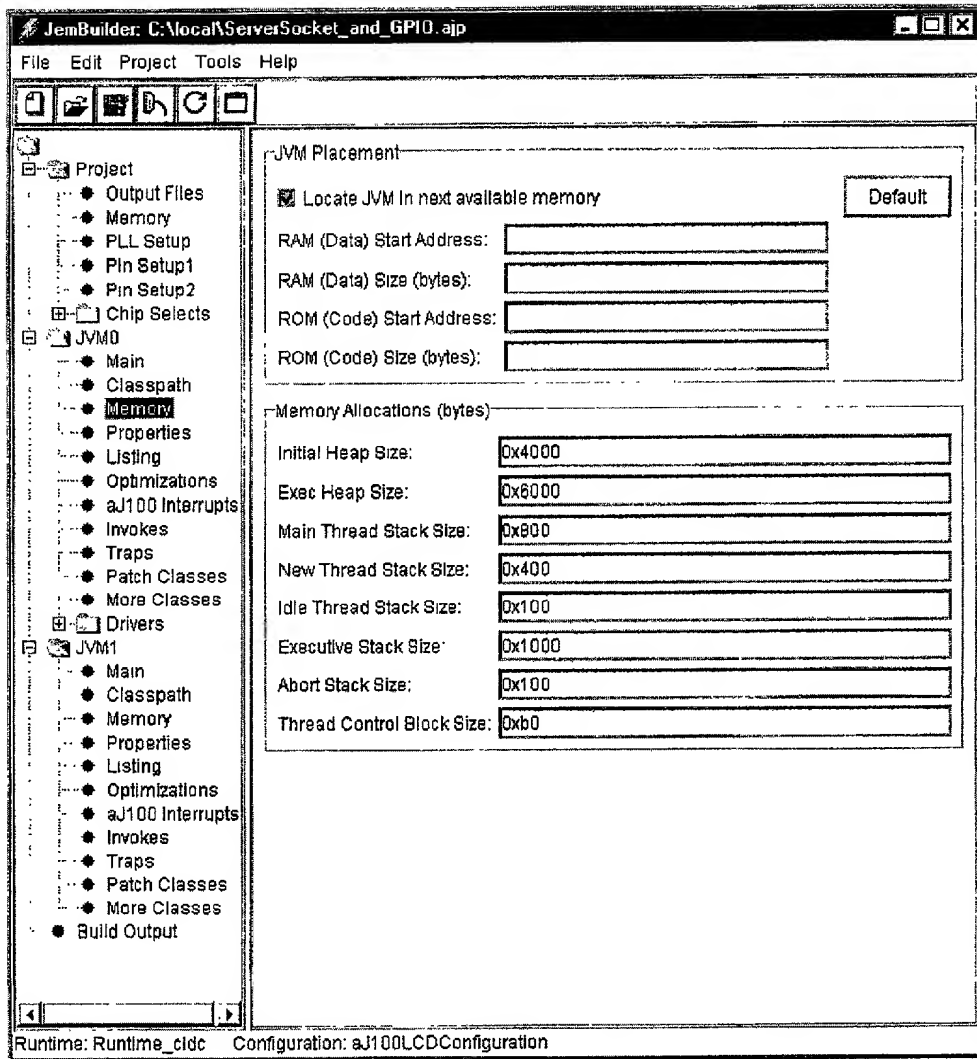 JemBuilder: C:\local\ServerSocket_and_GPIO.ajp
File Edit Project Tools Help
Project
Output Files
Memory
PLL Setup
Pin Setup1
Pin Setup2
Chip Selects
JVM0
Main
Classpath
Memory
Properties
Listing
Optimizations
aJ100 Interrupts
Invokes
Traps
Patch Classes
More Classes
Drivers
JVM1
Main
Classpath
Memory
Properties
Listing
Optimizations
aJ100 Interrupts
Invokes
Traps
Patch Classes
More Classes
Build Output
JVM Placement
Locate JVM in next available memory
Default
RAM (Data) Start Address:
RAM (Data) Size (bytes):
ROM (Code) Start Address:
ROM (Code) Size (bytes):
Memory Allocations (bytes)
Initial Heap Size: 0x4000
Exec Heap Size: 0x6000
Main Thread Stack Size: 0x800
New Thread Stack Size: 0x400
Idle Thread Stack Size: 0x100
Executive Stack Size: 0x1000
Abort Stack Size: 0x100
Thread Control Block Size: 0xb0
Runtime: Runtime_cldc Configuration: aJ100LCDConfiguration